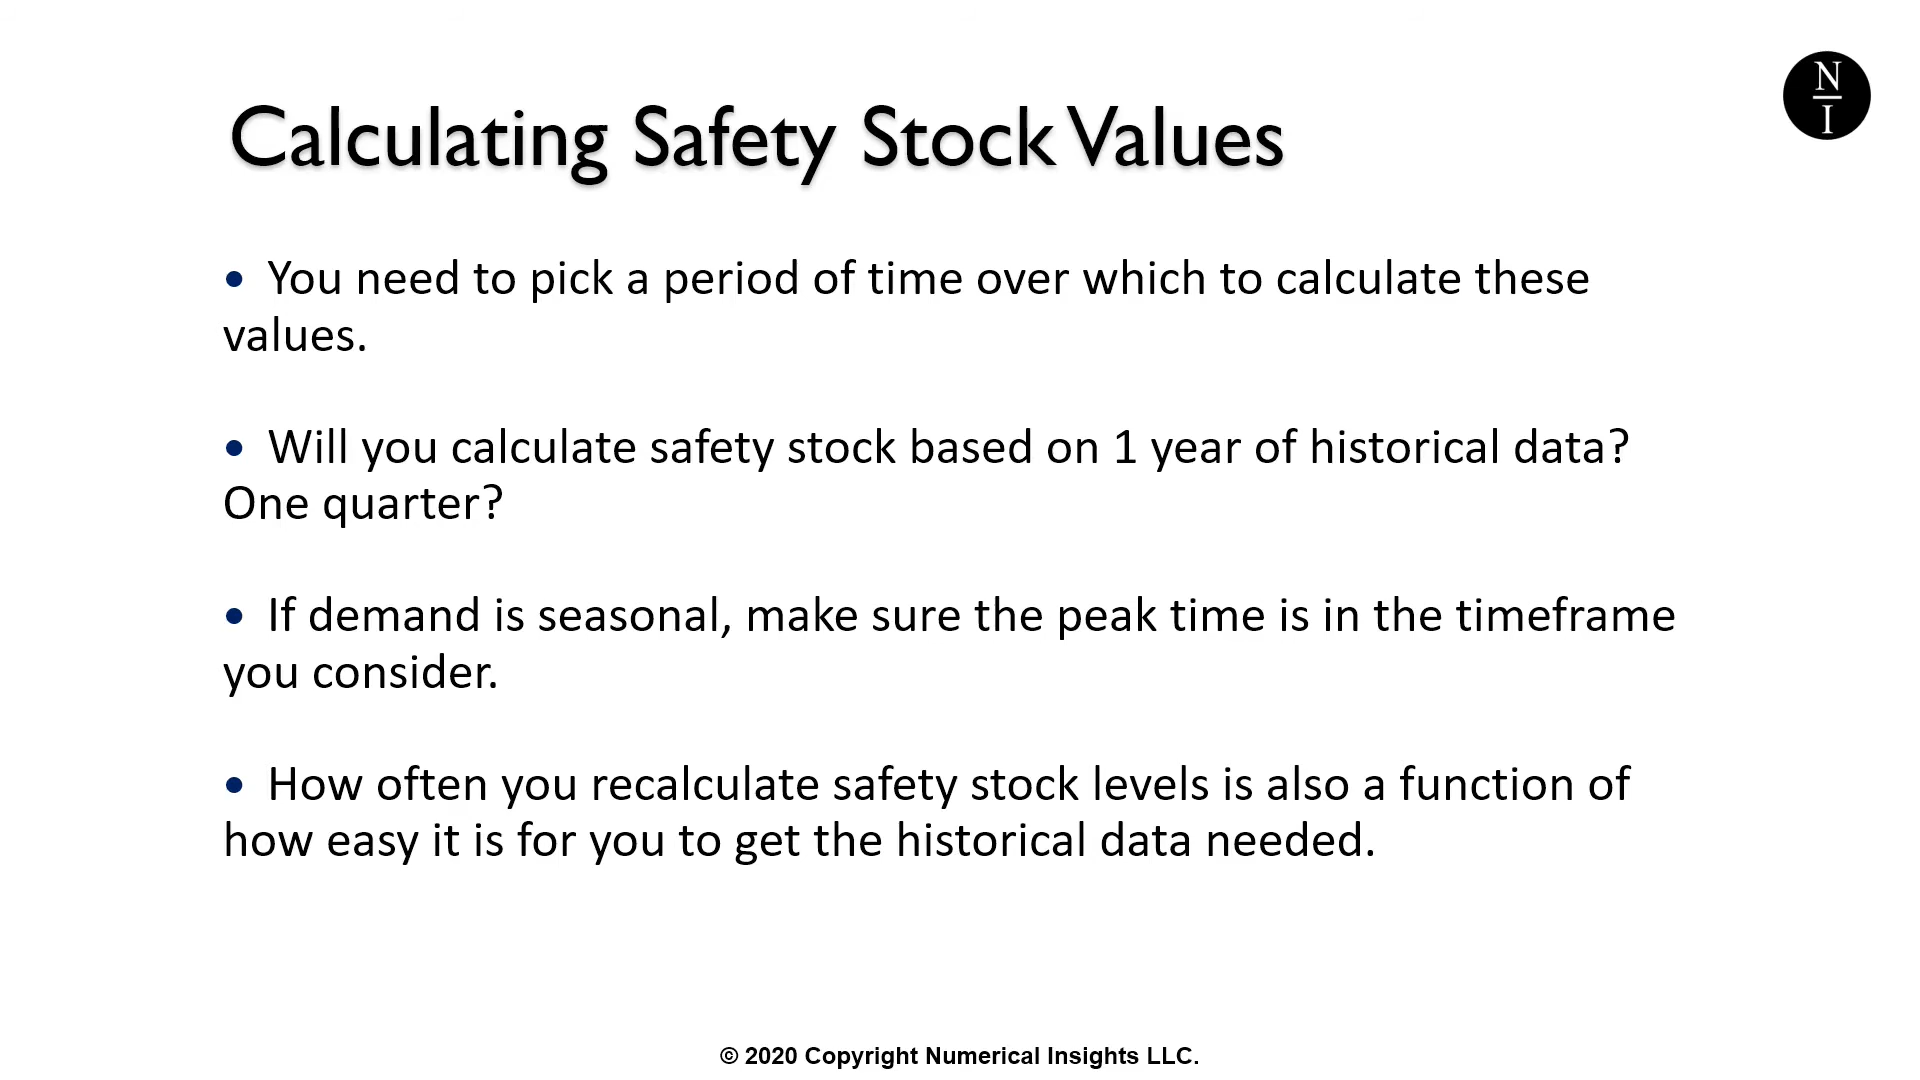 N
I
Calculating Safety Stock Values
• You need to pick a period of time over which to calculate these
values.
• Will you calculate safety stock based on 1 year of historical data?
One quarter?
• If demand is seasonal, make sure the peak time is in the timeframe
you consider.
• How often you recalculate safety stock levels is also a function of
how easy it is for you to get the historical data needed.
© 2020 Copyright Numerical Insights LLC.